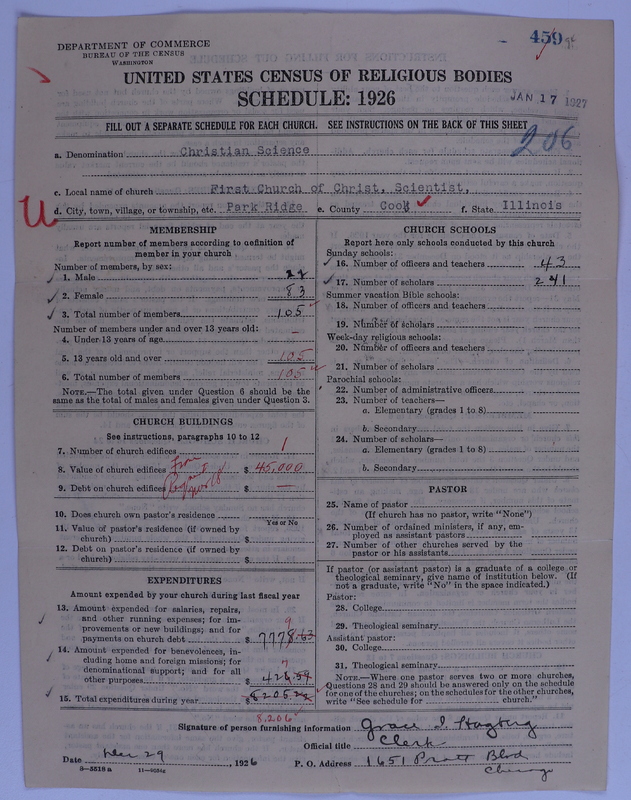 459
DEPARTMENT OF COMMERCE
BUREAU OF THE CENSUS
WASHINGTON
UNITED STATES CENSUS OF RELIGIOUS BODIES
SCHEDULE: 1926
JAN 17 1927
FILL OUT A SEPARATE SCHEDULE FOR EACH CHURCH. SEE INSTRUCTIONS ON THE BACK OF THIS SHEET
206
a. Denomination Christian Science
c. Local name of church First Church of Christ, Scientist,
U
d. City, town, village, or township, etc. Park Ridge e. County Cook f. State Illinois
MEMBERSHIP
Report number of members according to definition of
member in your church
Number of members, by sex:
1. Male 22
2. Female 83
3. Total number of members 105
Number of members under and over 13 years old:
4. Under 13 years of age –
5. 13 years old and over 105
6. Total number of members 105
NOTE.—The total given under Question 6 should be the
same as the total of males and females given under Question 3.
CHURCH BUILDINGS
See instructions, paragraphs 10 to 12
7. Number of church edifices 1
8. Value of church edifices $ 45,000
9. Debt on church edifices $ —
10. Does church own pastor's residence
Yes or No
11. Value of pastor's residence (if owned by
church) $
12. Debt on pastor's residence (if owned by
church) $
EXPENDITURES
Amount expended by your church during last fiscal year
13. Amount expended for salaries, repairs,
and other running expenses; for im-
provements or new buildings; and for
payments on church debt $ 7778.63
9
14. Amount expended for benevolences, in-
cluding home and foreign missions; for
denominational support; and for all
other purposes $ 426.59
7
15. Total expenditures during year $ 8205.22
8,206
CHURCH SCHOOLS
Report here only schools conducted by this church
Sunday schools:
16. Number of officers and teachers 43
17. Number of scholars 241
Summer vacation Bible schools:
18. Number of officers and teachers
19. Number of scholars
Week-day religious schools:
20. Number of officers and teachers
21. Number of scholars
Parochial schools:
22. Number of administrative officers
23. Number of teachers—
a. Elementary (grades 1 to 8)
b. Secondary
24. Number of scholars—
a. Elementary (grades 1 to 8)
b. Secondary
PASTOR
25. Name of pastor
(If church has no pastor, write "None")
26. Number of ordained ministers, if any, em-
ployed as assistant pastors
27. Number of other churches served by the
pastor or his assistants
If pastor (or assistant pastor) is a graduate of a college or
theological seminary, give name of institution below. (If
not a graduate, write "No" in the space indicated.)
Pastor:
28. College
29. Theological seminary
Assistant pastor:
30. College
31. Theological seminary
NOTE.—Where one pastor serves two or more churches,
Questions 28 and 29 should be answered only on the schedule
for one of the churches; on the schedules for the other churches,
write "See schedule for church."
Signature of person furnishing information Grace I Hagberg
Official title Clerk
Date Dec 29, 1926 P. O. Address 1651 Pratt Blvd
Chicago